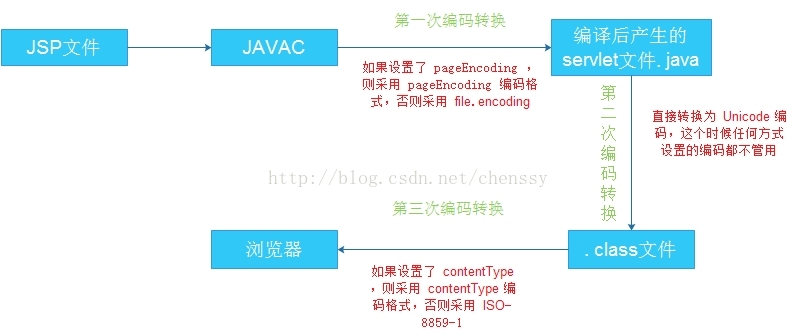 JSP文件
JAVAC
第一次编码转换
如果设置了 pageEncoding ，
则采用 pageEncoding 编码格
式，否则采用 file.encoding
编译后产生的
servlet文件.java
第二次编码转换
直接转换为 Unicode 编
码，这个时候任何方式
设置的编码都不管用
http://blog.csdn.net/chenssy
第三次编码转换
浏览器
.class文件
如果设置了 contentType
，则采用 contentType 编
码格式，否则采用 ISO-
8859-1